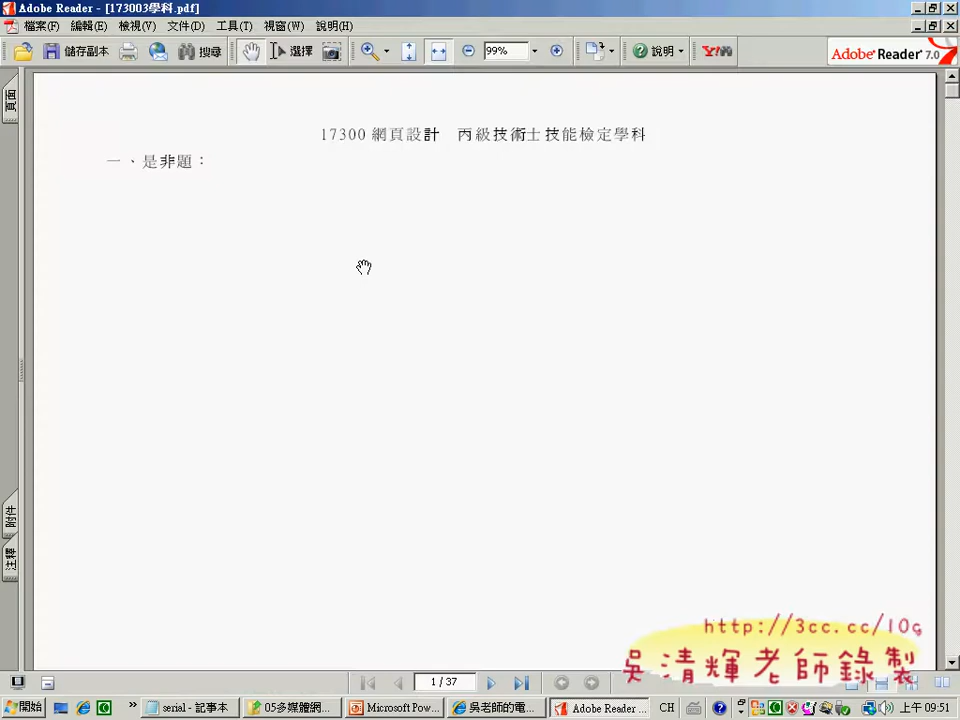 Adobe Reader - [173003學科.pdf]
檔案(F) 編輯(E) 檢視(V) 文件(D) 工具(T) 視窗(W) 說明(H)
儲存副本 搜尋 選擇 99% 說明 Y! Adobe Reader 7.0
頁面
17300 網頁設計 丙級技術士技能檢定學科
一、是非題：
附件
注釋
http://3cc.cc/10g
吳清輝老師錄製
1 / 37
開始 serial - 記事本 05多媒體網... Microsoft Pow... 吳老師的電... Adobe Reader ... CH 上午 09:51